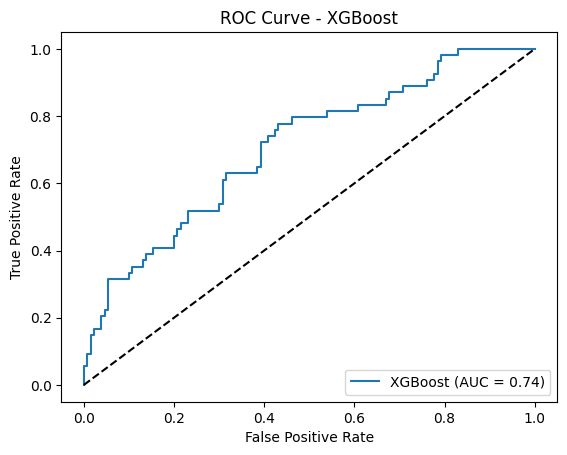 ROC Curve - XGBoost
True Positive Rate
1.0
0.8
0.6
0.4
0.2
0.0
XGBoost (AUC = 0.74)
0.0 0.2 0.4 0.6 0.8 1.0
False Positive Rate